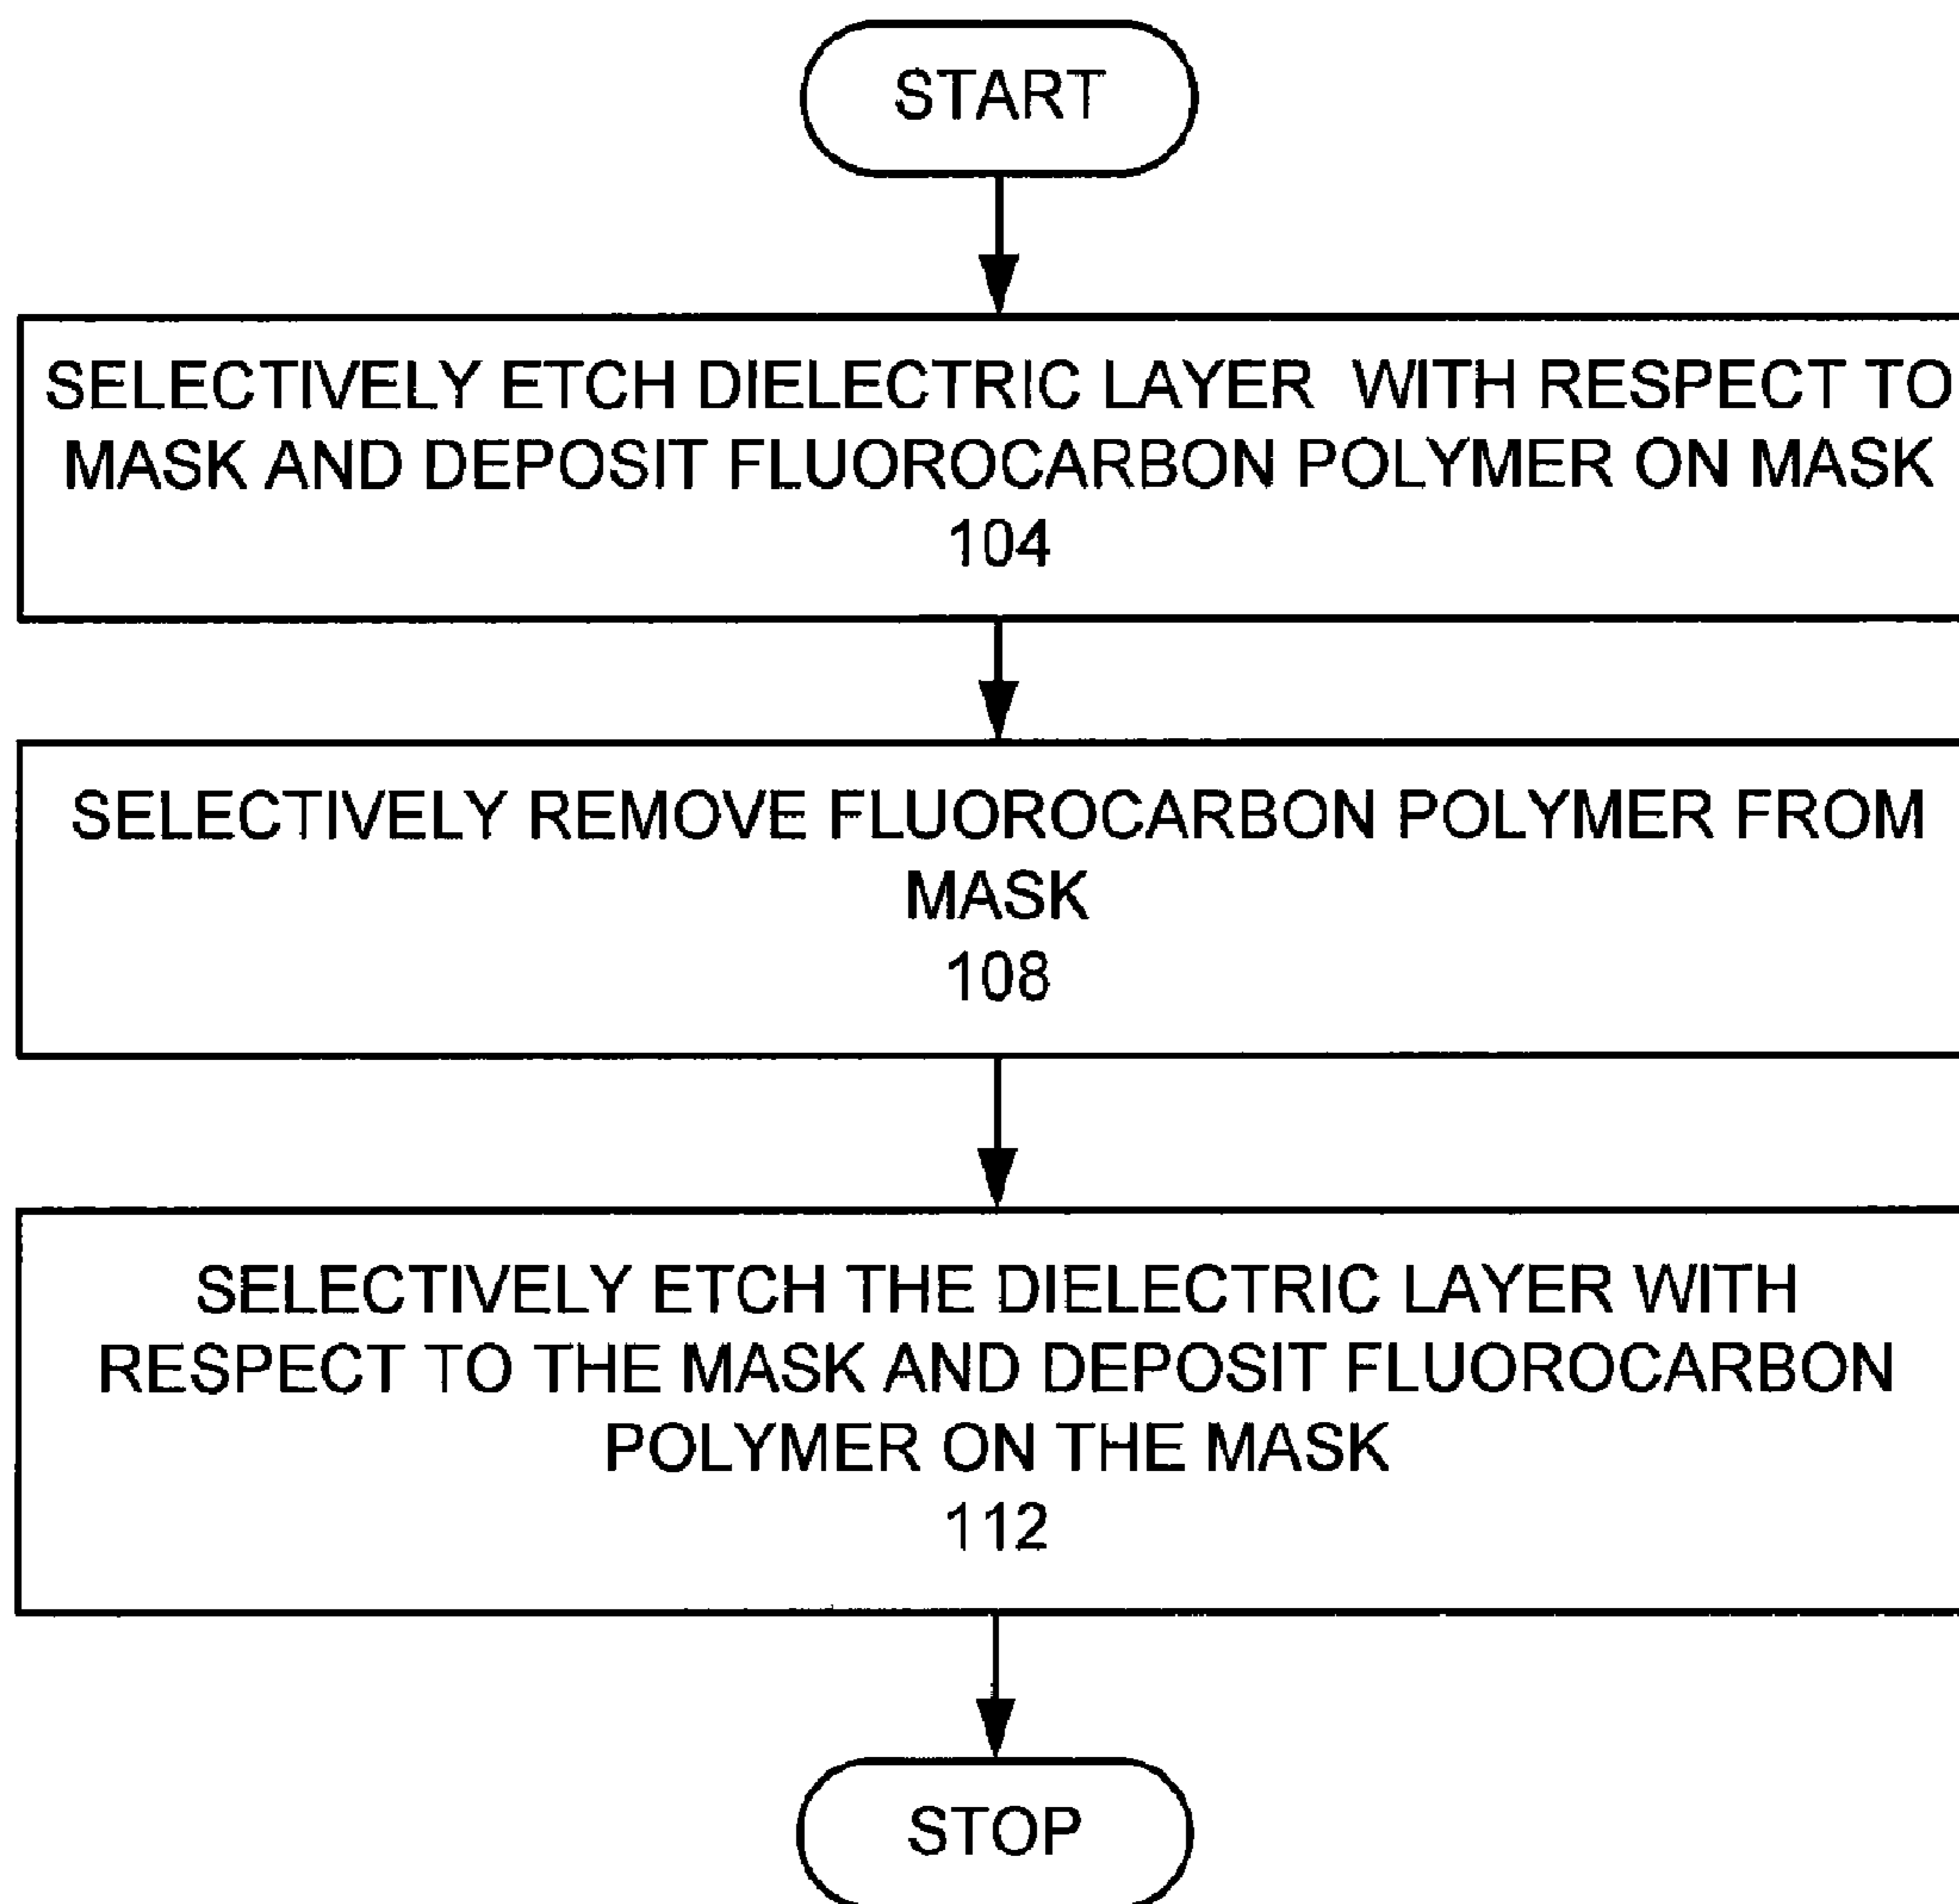 START
SELECTIVELY ETCH DIELECTRIC LAYER WITH RESPECT TO
MASK AND DEPOSIT FLUOROCARBON POLYMER ON MASK
104
SELECTIVELY REMOVE FLUOROCARBON POLYMER FROM
MASK
108
SELECTIVELY ETCH THE DIELECTRIC LAYER WITH
RESPECT TO THE MASK AND DEPOSIT FLUOROCARBON
POLYMER ON THE MASK
112
STOP